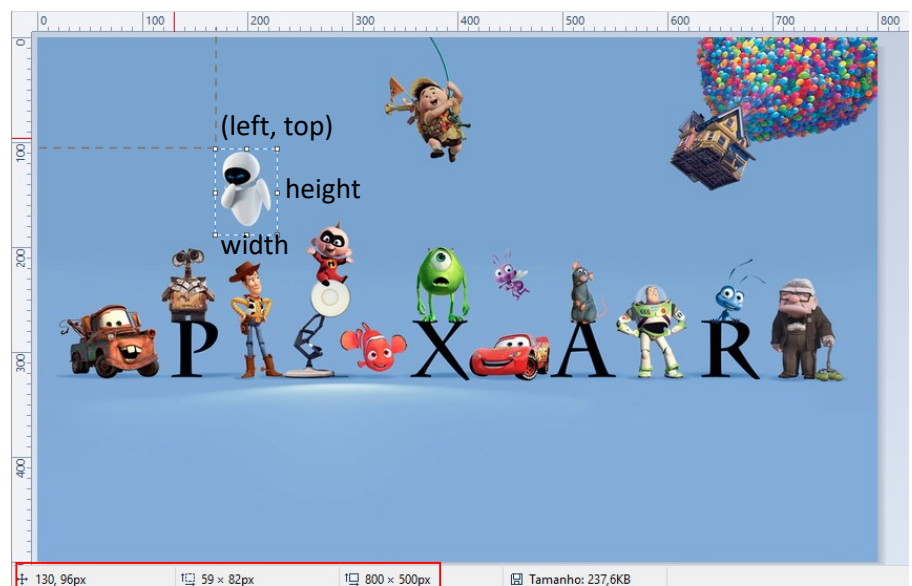 0 100 200 300 400 500 600 700 800
0
100
(left, top)
height
width
200
PIXAR
300
400
130, 96px 59 × 82px 800 × 500px Tamanho: 237,6KB